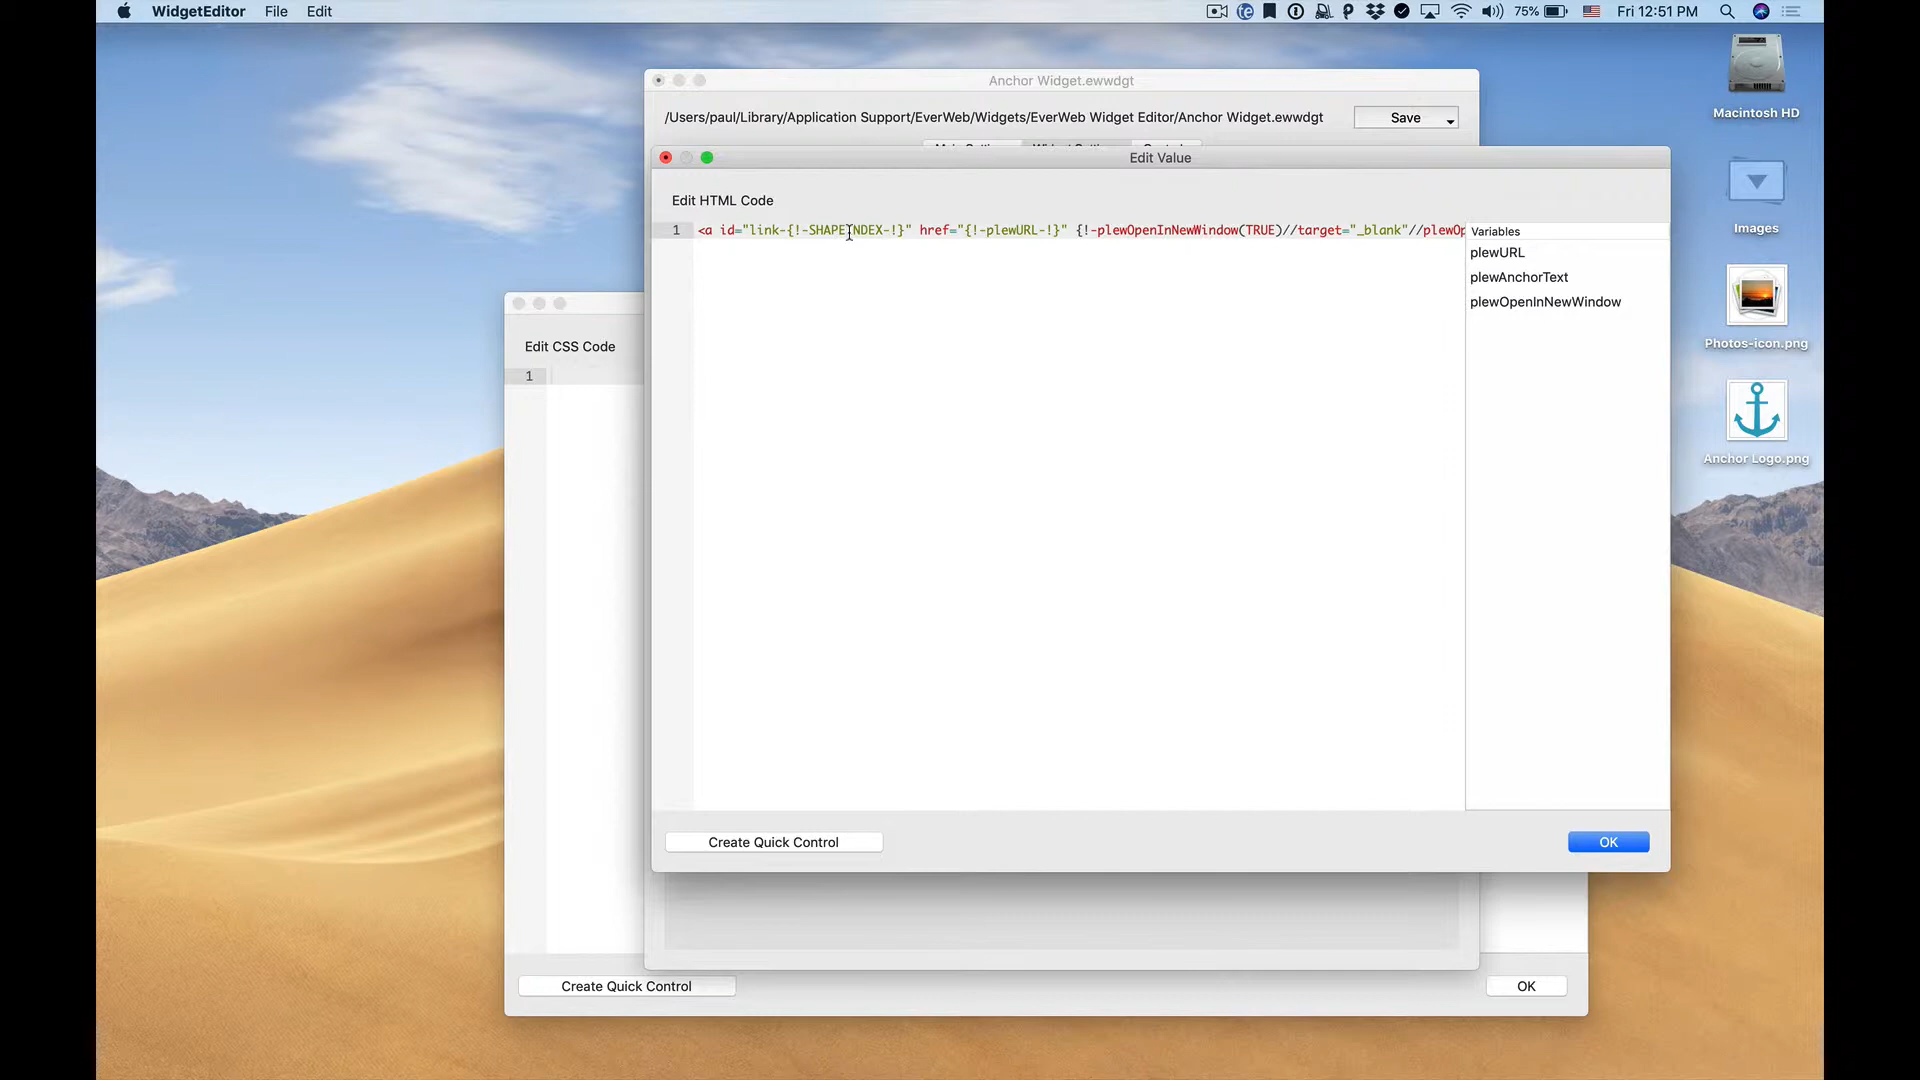 WidgetEditor File Edit
75% Fri 12:51 PM
Macintosh HD
Images
Photos-icon.png
Anchor Logo.png
Anchor Widget.ewwdgt
/Users/paul/Library/Application Support/EverWeb/Widgets/EverWeb Widget Editor/Anchor Widget.ewwdgt Save
Edit Value
Edit HTML Code
1 <a id="link-{!-SHAPEINDEX-!}" href="{!-plewURL-!}" {!-plewOpenInNewWindow(TRUE)//target="_blank"//plewOp
Variables
plewURL
plewAnchorText
plewOpenInNewWindow
Create Quick Control OK
Edit CSS Code
1
Create Quick Control OK